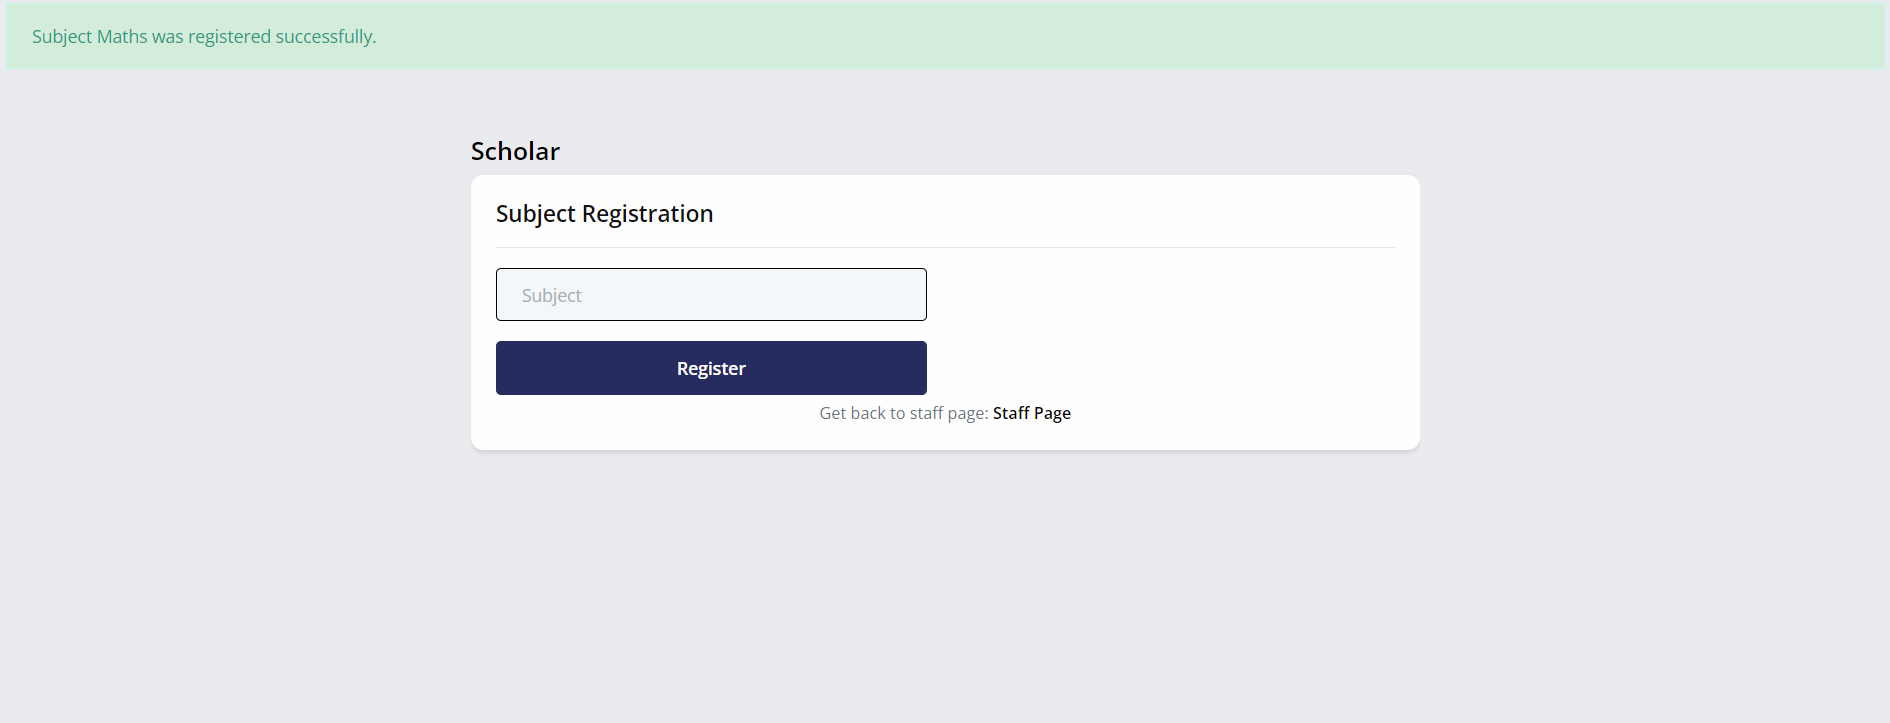 Subject Maths was registered successfully.
Scholar
Subject Registration
Subject
Register
Get back to staff page: Staff Page